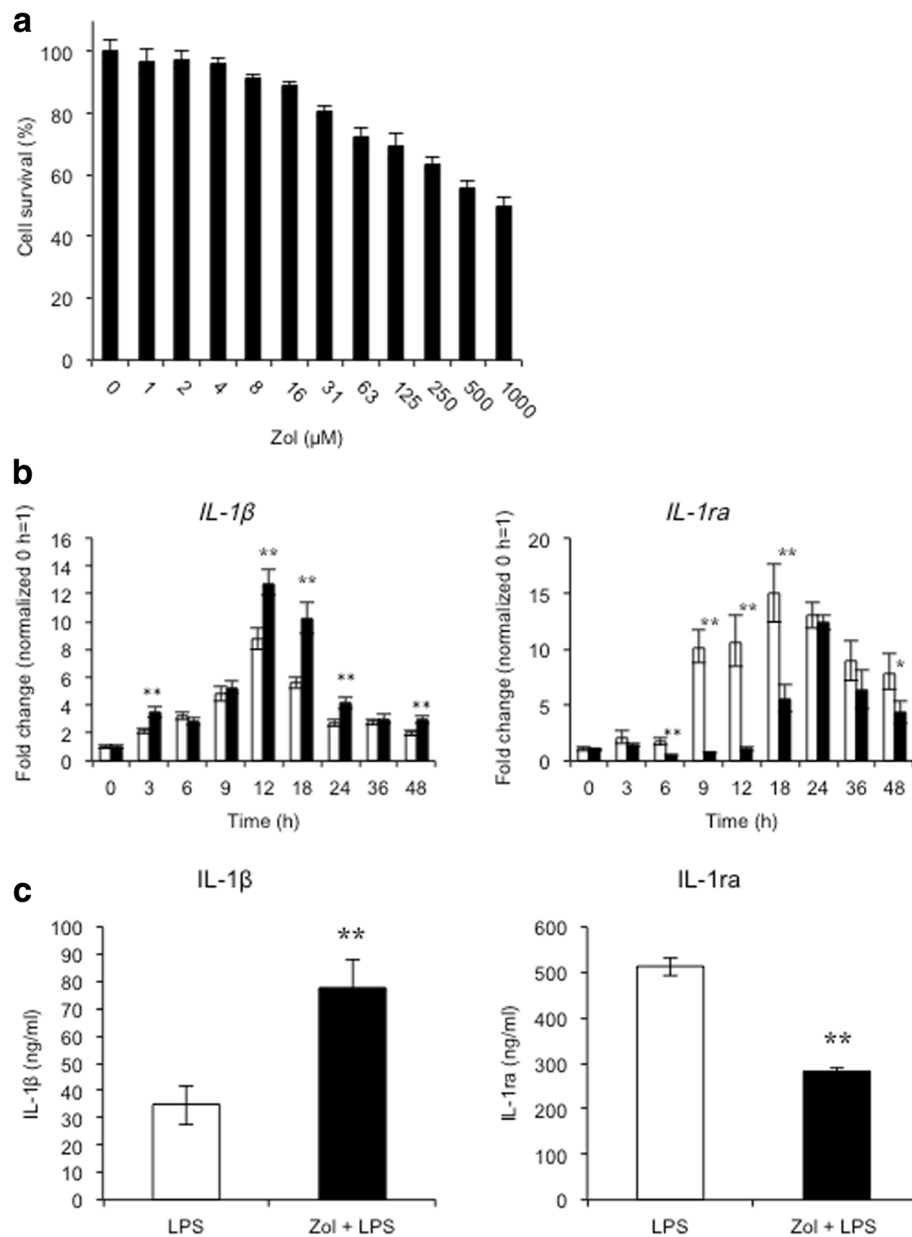 a
Cell survival (%)
100
80
60
40
20
0
0 1 2 4 8 16 31 63 125 250 500 1000
Zol (µM)
b
IL-1β
Fold change (normalized 0 h=1)
16
14
12
10
8
6
4
2
0
** ** ** ** **
0 3 6 9 12 18 24 36 48
Time (h)
IL-1ra
Fold change (normalized 0 h=1)
20
15
10
5
0
** ** ** ** *
0 3 6 9 12 18 24 36 48
Time (h)
c
IL-1β
IL-1β (ng/ml)
100
90
80
70
60
50
40
30
20
10
0
**
LPS Zol + LPS
IL-1ra
IL-1ra (ng/ml)
600
500
400
300
200
100
0
**
LPS Zol + LPS